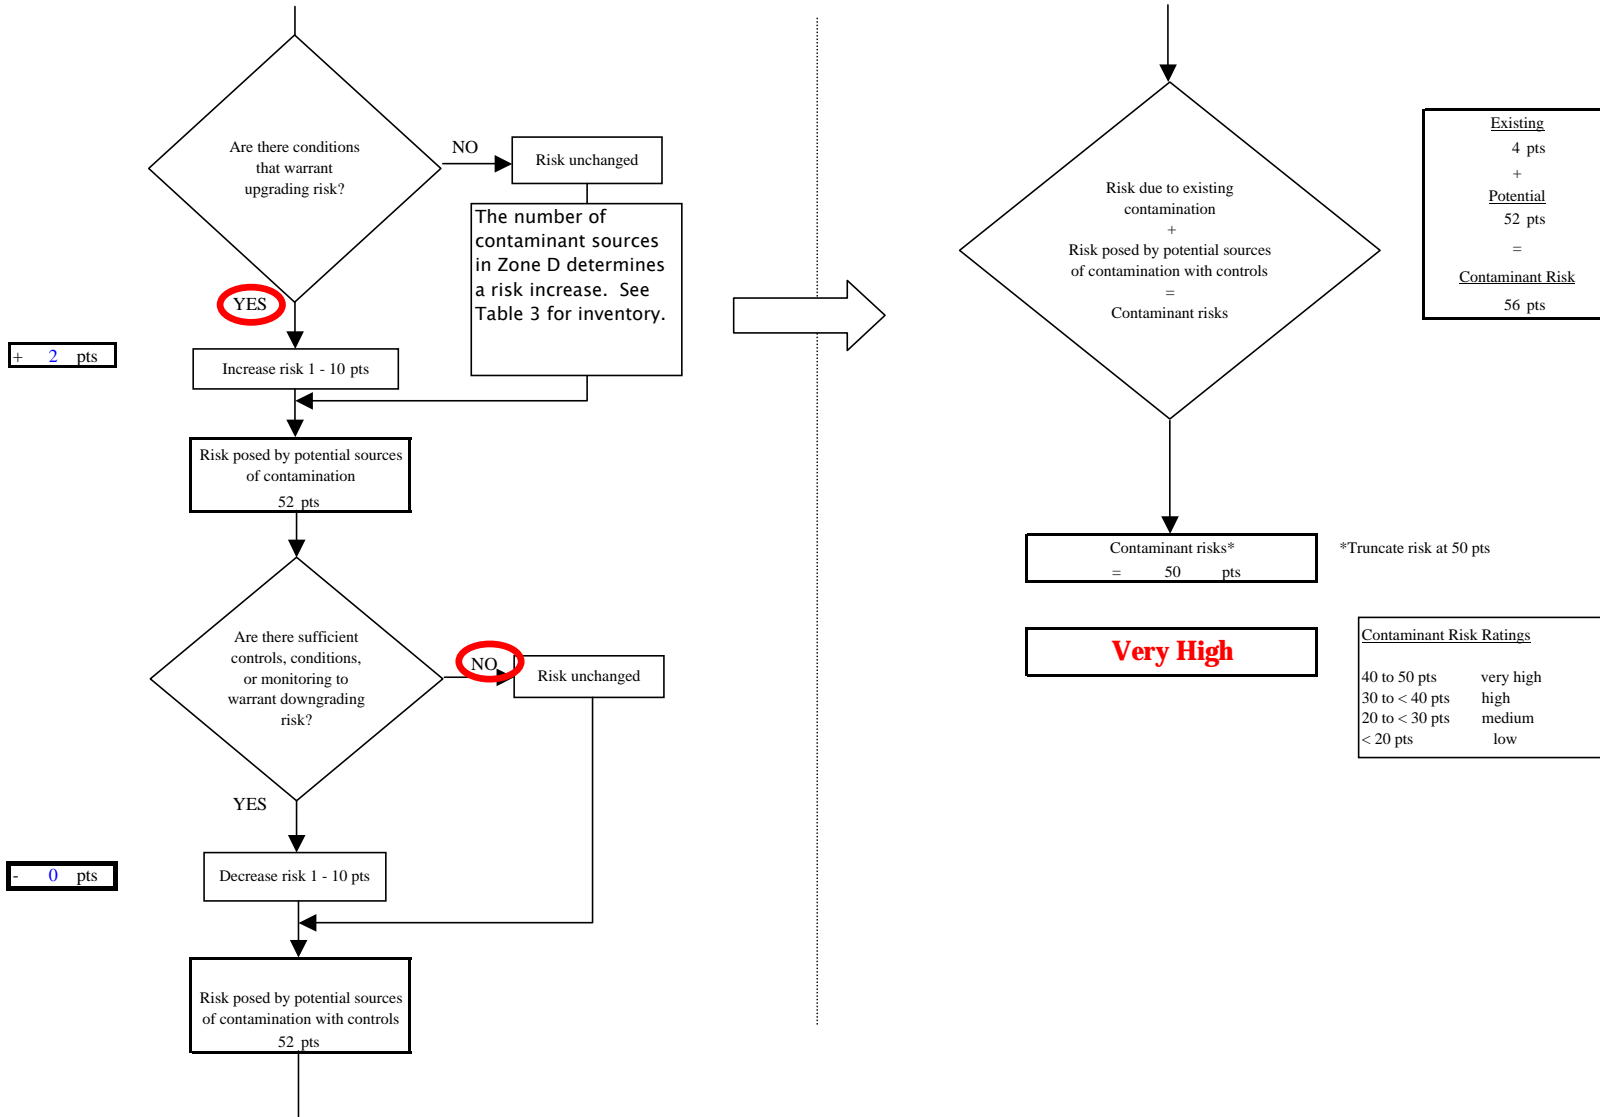 Are there conditions
that warrant
upgrading risk?
NO
Risk unchanged
The number of
contaminant sources
in Zone D determines
a risk increase. See
Table 3 for inventory.
YES
+ 2 pts
Increase risk 1 - 10 pts
Risk posed by potential sources
of contamination
52 pts
Are there sufficient
controls, conditions,
or monitoring to
warrant downgrading
risk?
NO
Risk unchanged
YES
- 0 pts
Decrease risk 1 - 10 pts
Risk posed by potential sources
of contamination with controls
52 pts
Risk due to existing
contamination
+
Risk posed by potential sources
of contamination with controls
=
Contaminant risks
Existing
4 pts
+
Potential
52 pts
=
Contaminant Risk
56 pts
Contaminant risks*
= 50 pts
*Truncate risk at 50 pts
Very High
Contaminant Risk Ratings
40 to 50 pts very high
30 to < 40 pts high
20 to < 30 pts medium
< 20 pts low